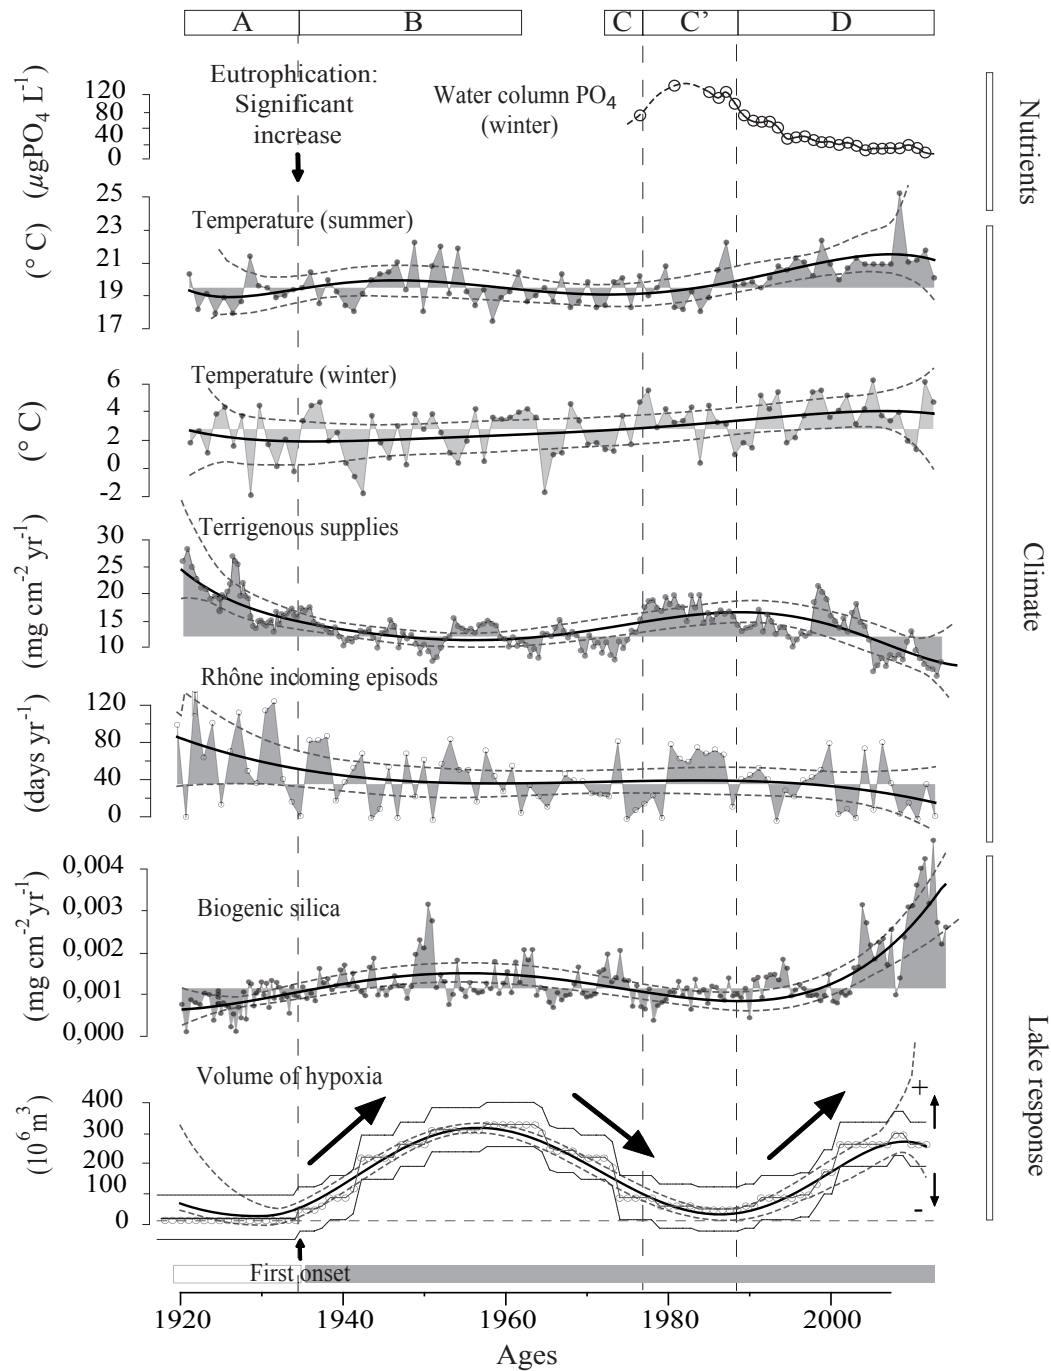 A B C C’ D
Eutrophication:
Significant
increase
Water column PO4
(winter)
(µgPO4 L-1)
120
80
40
0
Nutrients
Temperature (summer)
(° C)
25
23
21
19
17
Temperature (winter)
(° C)
6
4
2
0
-2
Terrigenous supplies
(mg cm-2 yr-1)
30
25
20
15
10
Climate
Rhône incoming episods
(days yr-1)
120
80
40
0
Biogenic silica
(mg cm-2 yr-1)
0,004
0,003
0,002
0,001
0,000
Volume of hypoxia
(10 6 m3)
400
300
200
100
0
+
-
Lake response
First onset
1920 1940 1960 1980 2000
Ages